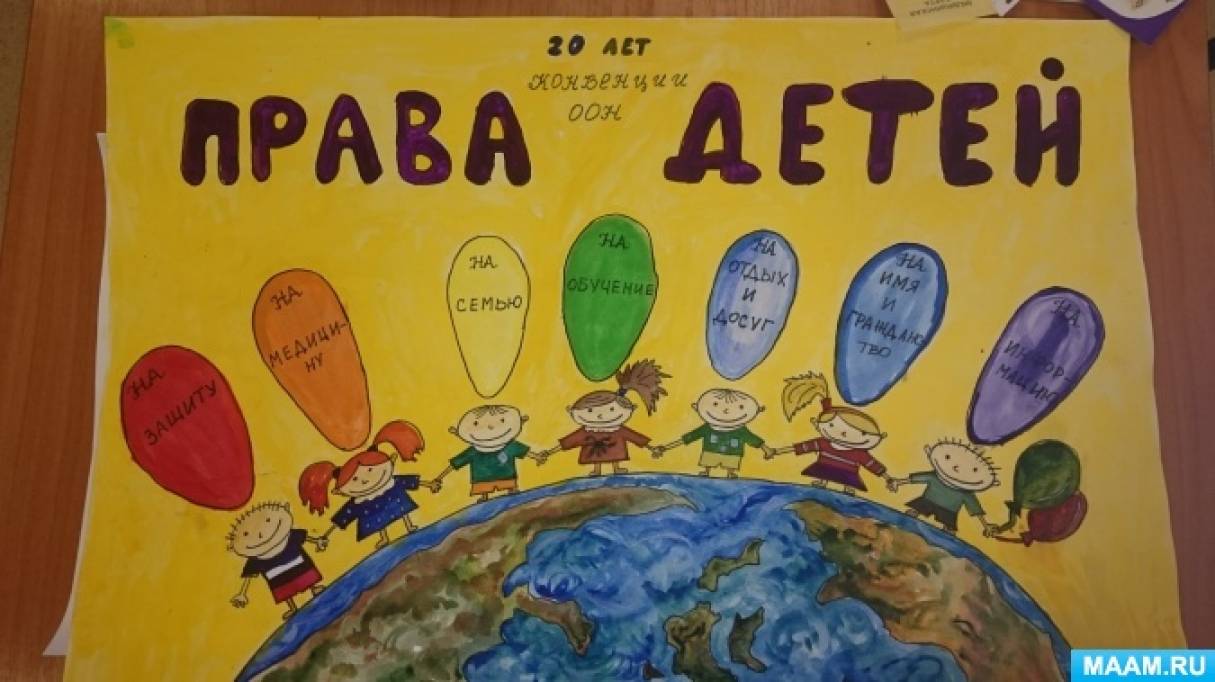 20 ЛЕТ
КОНВЕНЦИИ
ООН
ПРАВА ДЕТЕЙ
НА
ЗАЩИТУ
НА
МЕДИЦИ-
НУ
НА
СЕМЬЮ
НА
ОБУЧЕНИЕ
НА
ОТДЫХ
И
ДОСУГ
НА
ИМЯ
И
ГРАЖДАНС-
ТВО
НА
ИНФОР-
МАЦИЮ
MAAM.RU